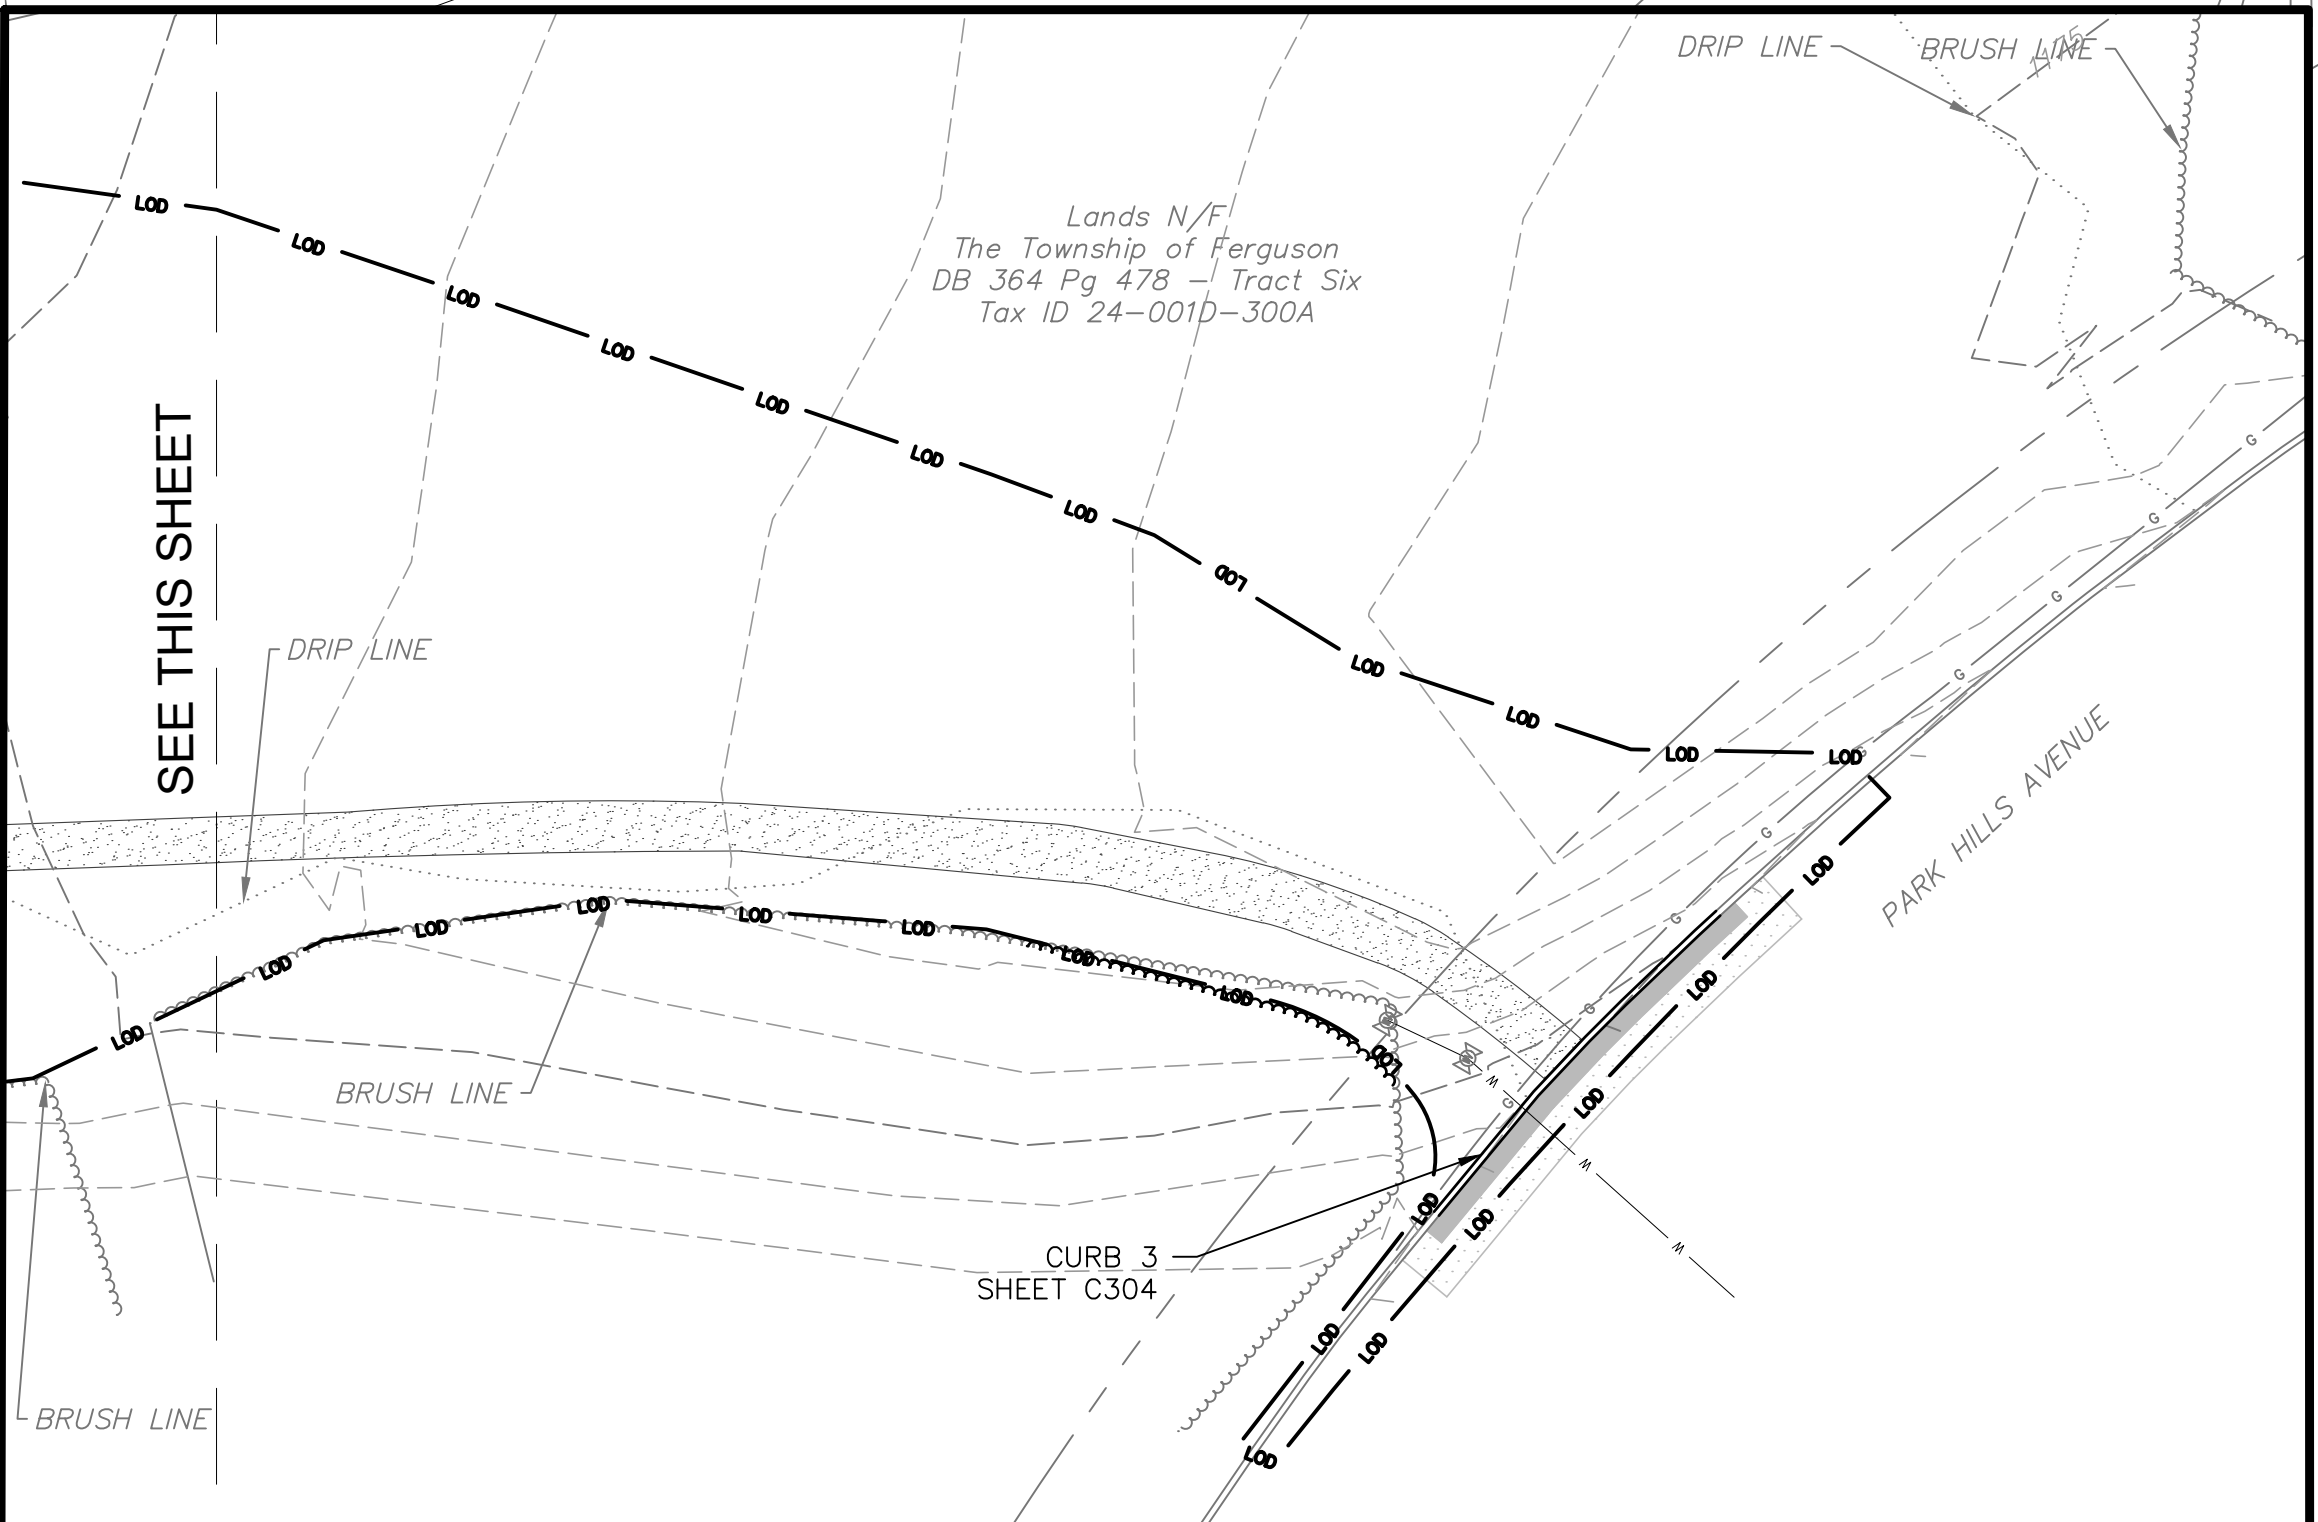 DRIP LINE
BRUSH LINE
1175
LOD
LOD
LOD
LOD
LOD
LOD
LOD
LOD
LOD
LOD
LOD
LOD
Lands N/F
The Township of Ferguson
DB 364 Pg 478 – Tract Six
Tax ID 24–001D–300A
SEE THIS SHEET
DRIP LINE
G
G
G
G
G
G
G
G
G
PARK HILLS AVENUE
LOD
LOD
LOD
LOD
LOD
LOD
LOD
LOD
LOD
BRUSH LINE
W
W
W
LOD
LOD
LOD
LOD
LOD
LOD
LOD
LOD
CURB 3
SHEET C304
BRUSH LINE